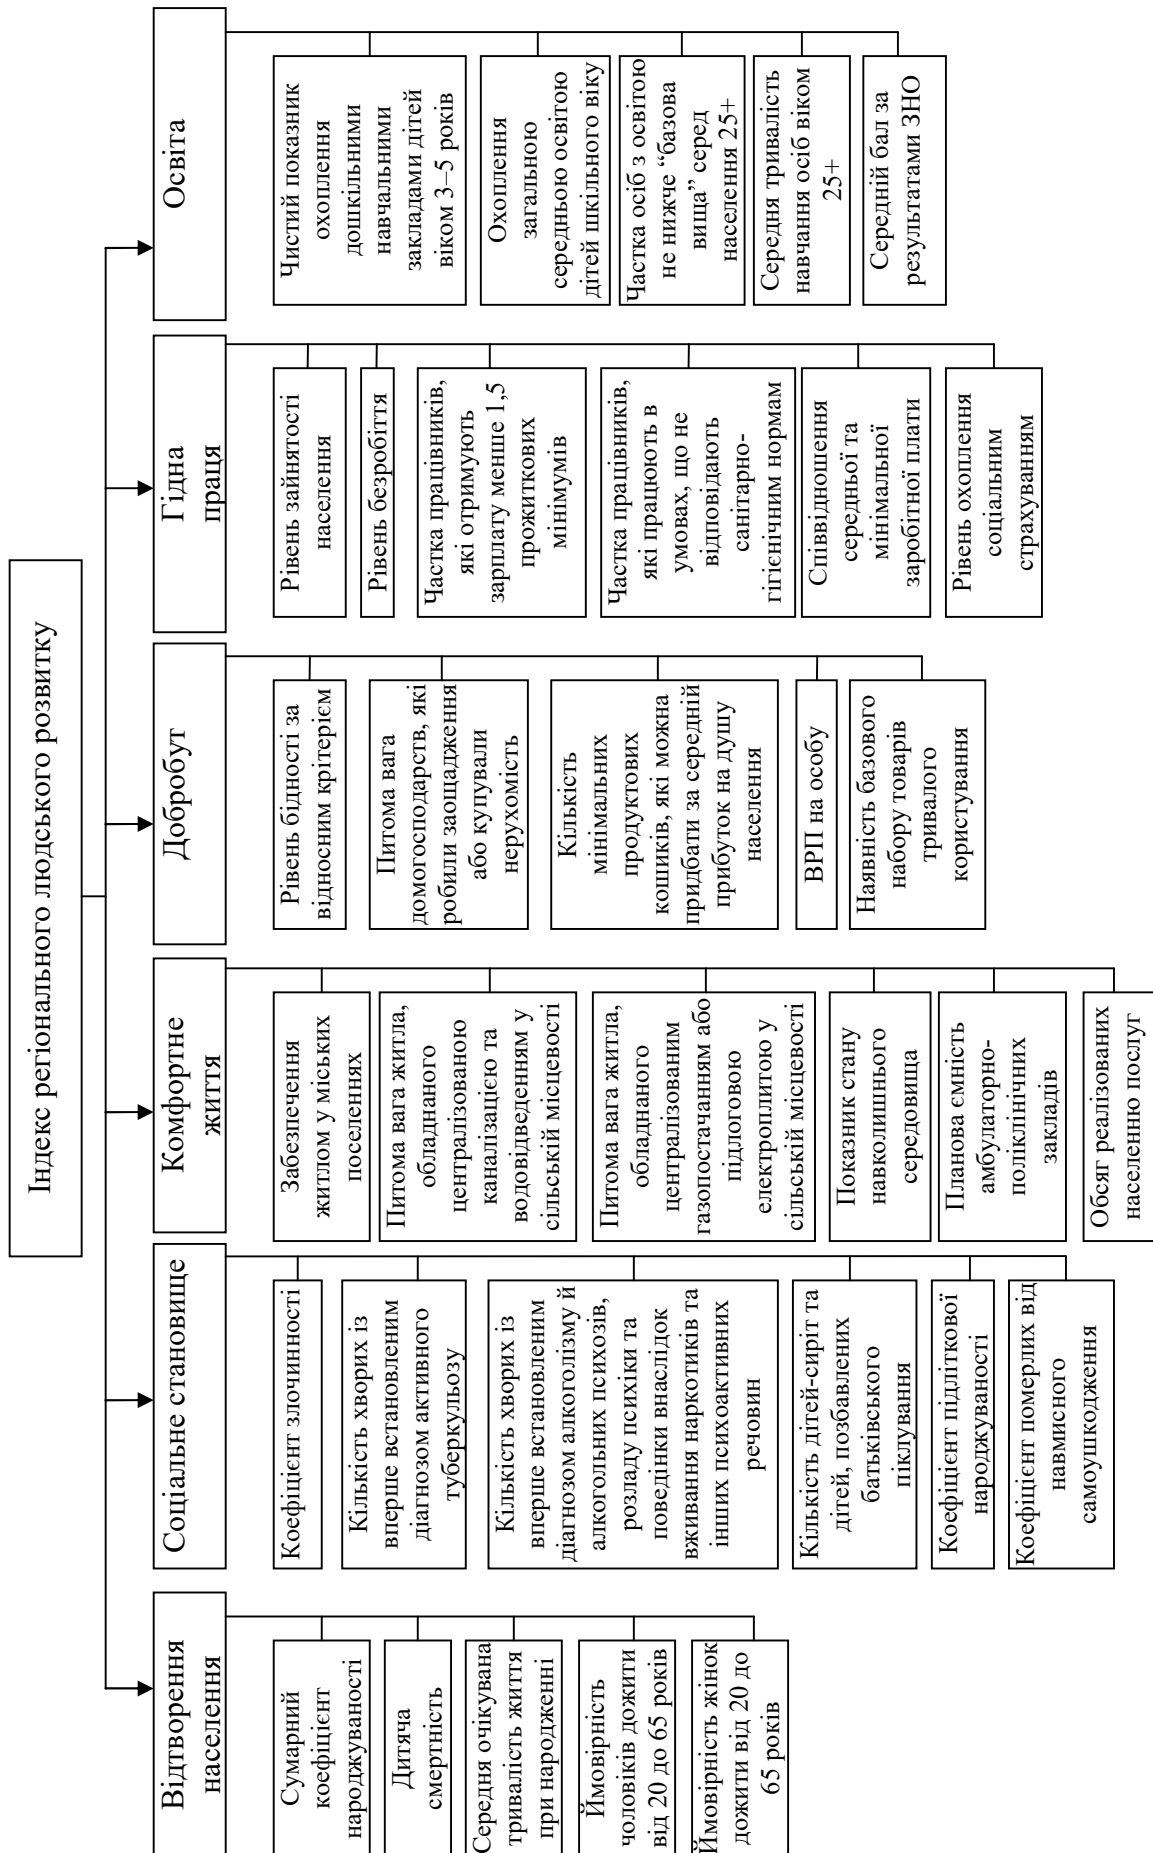 Індекс регіонального людського розвитку
Відтворення
населення
Сумарний
коефіцієнт
народжуваності
Дитяча
смертність
Середня очікувана
тривалість життя
при народженні
Ймовірність
чоловіків дожити
від 20 до 65 років
Ймовірність жінок
дожити від 20 до
65 років
Соціальне становище
Коефіцієнт злочинності
Кількість хворих із
вперше встановленим
діагнозом активного
туберкульозу
Кількість хворих із
вперше встановленим
діагнозом алкоголізму й
алкогольних психозів,
розладу психіки та
поведінки внаслідок
вживання наркотиків та
інших психоактивних
речовин
Кількість дітей-сиріт та
дітей, позбавлених
батьківського
піклування
Коефіцієнт підліткової
народжуваності
Коефіцієнт померлих від
навмисного
самоушкодження
Комфортне
життя
Забезпечення
житлом у міських
поселеннях
Питома вага житла,
обладнаного
централізованою
каналізацією та
водовідведенням у
сільській місцевості
Питома вага житла,
обладнаного
централізованим
газопостачанням або
підлоговою
електроплитою у
сільській місцевості
Показник стану
навколишнього
середовища
Планова ємність
амбулаторно-
поліклінічних
закладів
Обсяг реалізованих
населенню послуг
Добробут
Рівень бідності за
відносним крітерієм
Питома вага
домогосподарств, які
робили заощадження
або купували
нерухомість
Кількість
мінімальних
продуктових
кошиків, які можна
придбати за середній
прибуток на душу
населення
ВРП на особу
Наявність базового
набору товарів
тривалого
користування
Гідна
праця
Рівень зайнятості
населення
Рівень безробіття
Частка працівників,
які отримують
зарплату менше 1,5
прожиткових
мінімумів
Частка працівників,
які працюють в
умовах, що не
відповідають
санітарно-
гігієнічним нормам
Співвідношення
середньої та
мінімальної
заробітної плати
Рівень охоплення
соціальним
страхуванням
Освіта
Чистий показник
охоплення
дошкільними
навчальними
закладами дітей
віком 3–5 років
Охоплення
загальною
середньою освітою
дітей шкільного віку
Частка осіб з освітою
не нижче “базова
вища” серед
населення 25+
Середня тривалість
навчання осіб віком
25+
Середній бал за
результатами ЗНО